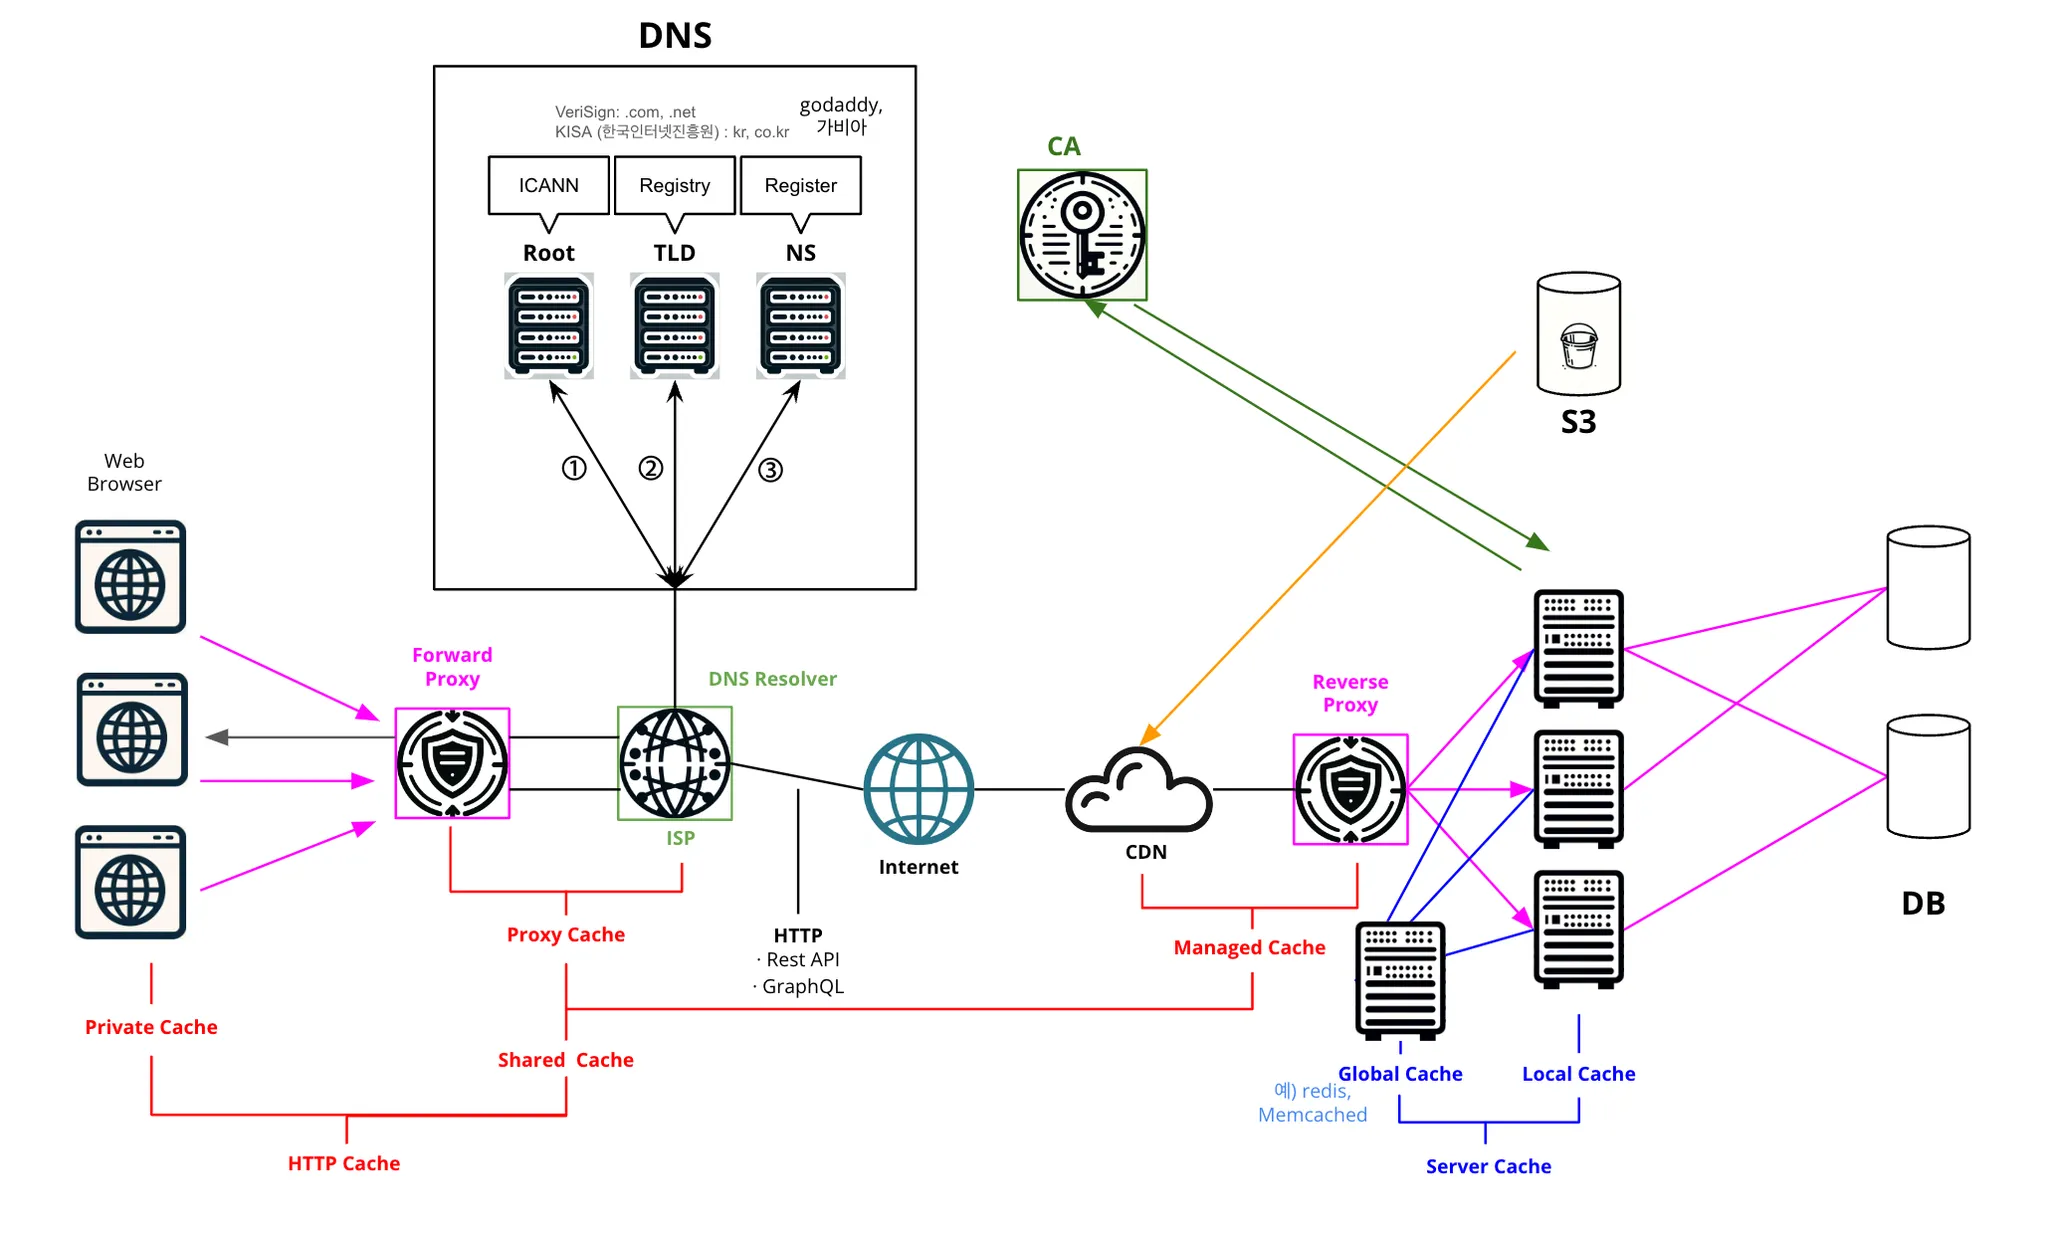 DNS
VeriSign: .com, .net
KISA (한국인터넷진흥원) : kr, co.kr
godaddy,
가비아
ICANN
Registry
Register
Root
TLD
NS
①
②
③
CA
S3
Web
Browser
Forward
Proxy
DNS Resolver
ISP
Internet
CDN
Reverse
Proxy
DB
Proxy Cache
HTTP
· Rest API
· GraphQL
Managed Cache
Private Cache
Shared Cache
HTTP Cache
Global Cache
예) redis,
Memcached
Local Cache
Server Cache